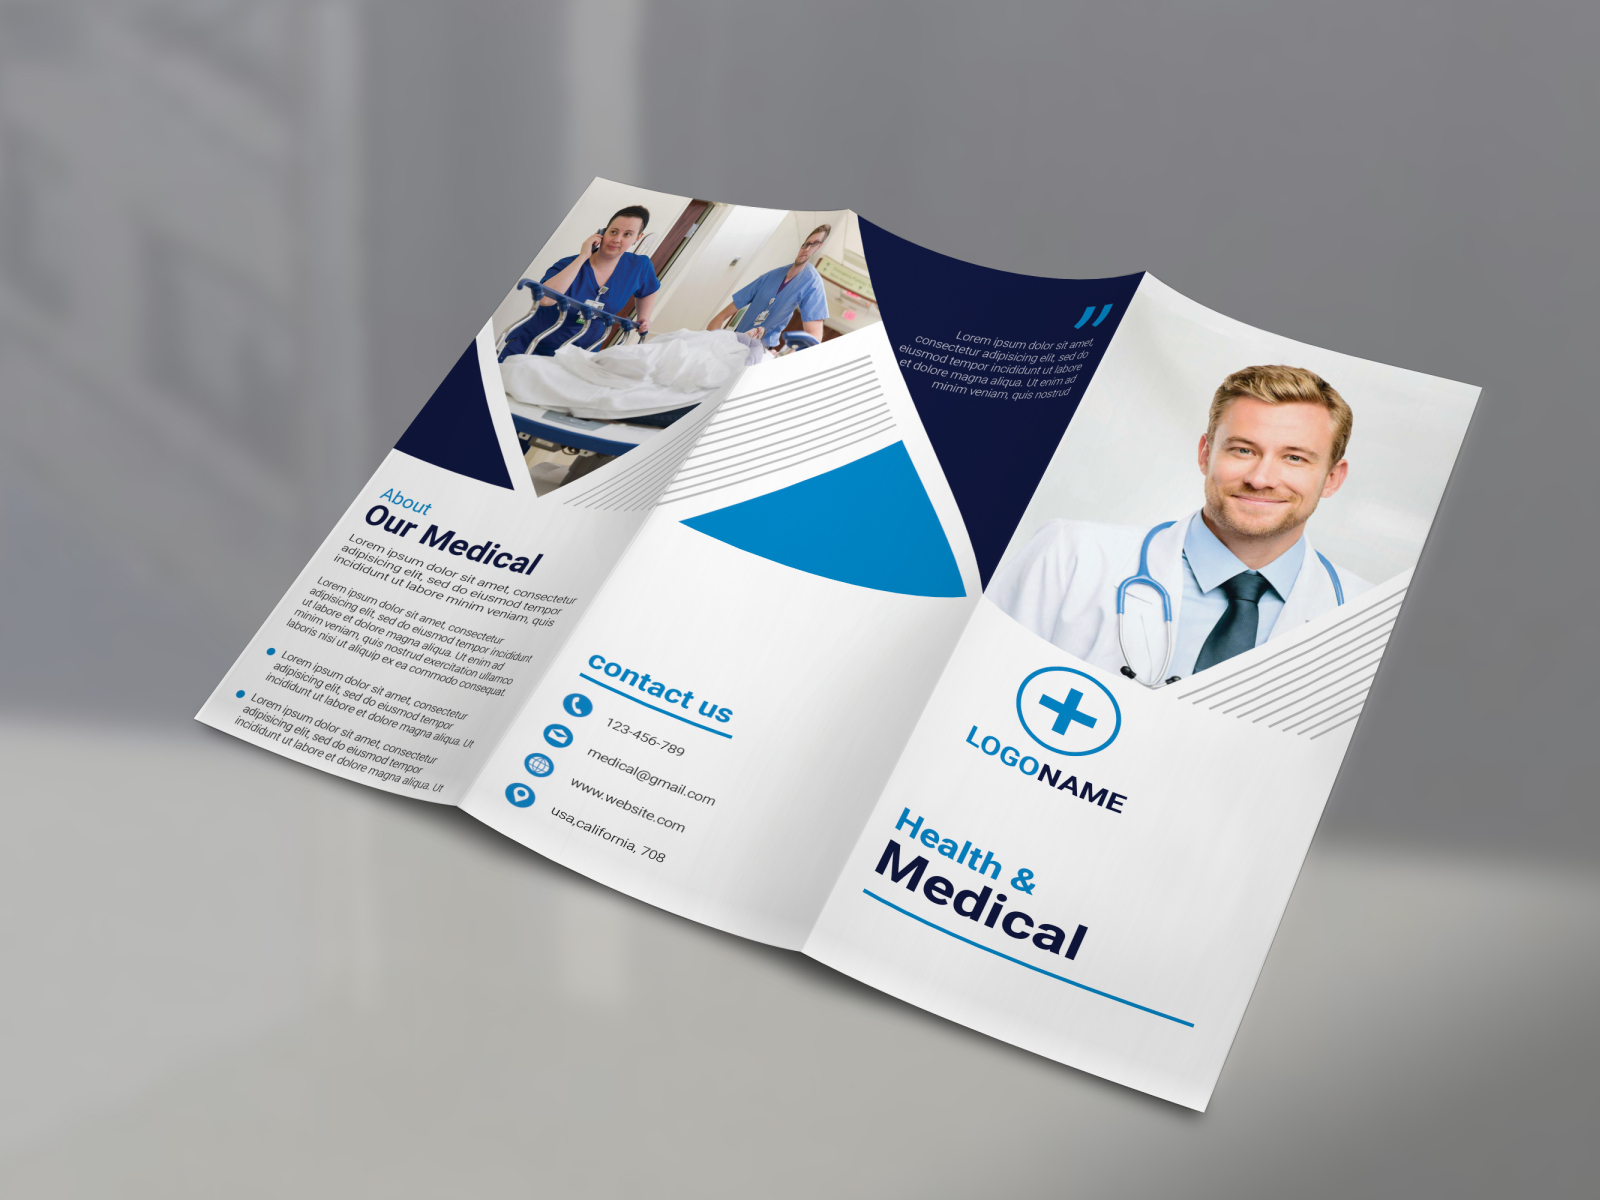 About
Our Medical
Lorem ipsum dolor sit amet, consectetur
adipisicing elit, sed do eiusmod tempor
incididunt ut labore minim veniam, quis
Lorem ipsum dolor sit amet, consectetur
adipisicing elit, sed do eiusmod tempor incididunt
ut labore et dolore magna aliqua. Ut enim ad
minim veniam, quis nostrud exercitation ullamco
laboris nisi ut aliquip ex ea commodo consequat.
Lorem ipsum dolor sit amet, consectetur
adipisicing elit, sed do eiusmod tempor
incididunt ut labore et dolore magna aliqua. Ut
Lorem ipsum dolor sit amet, consectetur
adipisicing elit, sed do eiusmod tempor
incididunt ut labore et dolore magna aliqua. Ut
"
Lorem ipsum dolor sit amet,
consectetur adipisicing elit, sed do
eiusmod tempor incididunt ut labore
et dolore magna aliqua. Ut enim ad
minim veniam, quis nostrud
contact us
123-456-789
medical@gmail.com
www.website.com
usa,california, 708
LOGONAME
Health &
Medical